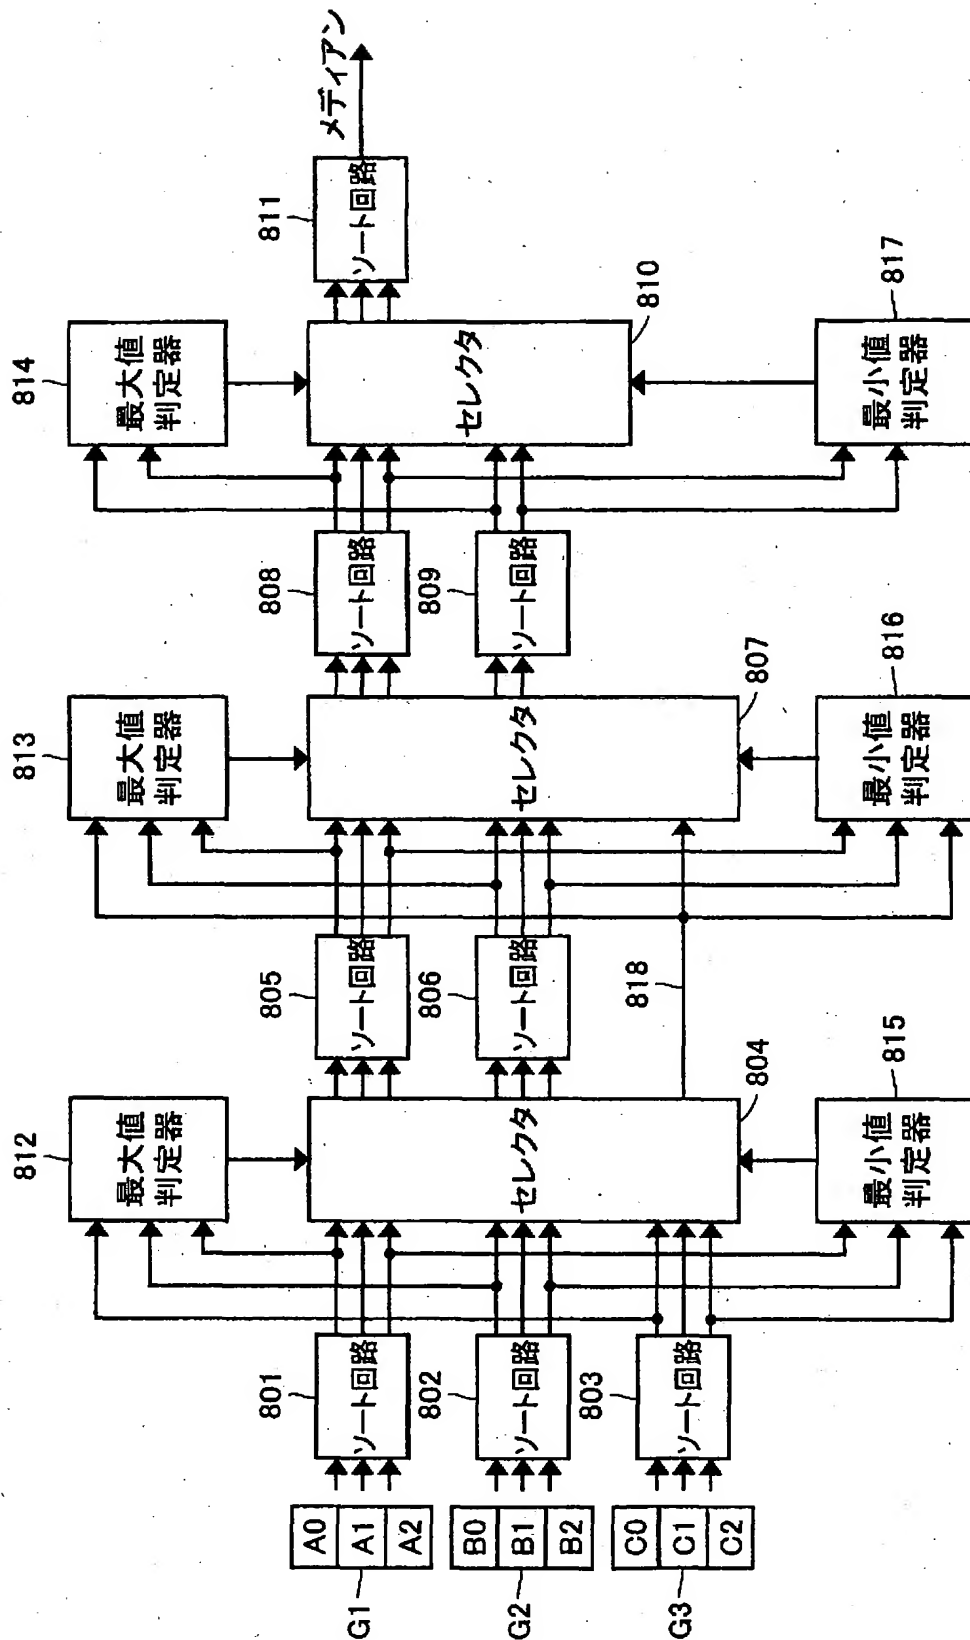 A0
A1
A2
G1
B0
B1
B2
G2
C0
C1
C2
G3
801
ソート回路
802
ソート回路
803
ソート回路
812
最大値
判定器
セレクタ
804
815
最小値
判定器
805
ソート回路
806
ソート回路
818
813
最大値
判定器
セレクタ
807
816
最小値
判定器
808
ソート回路
809
ソート回路
814
最大値
判定器
セレクタ
810
817
最小値
判定器
811
ソート回路
メディアン